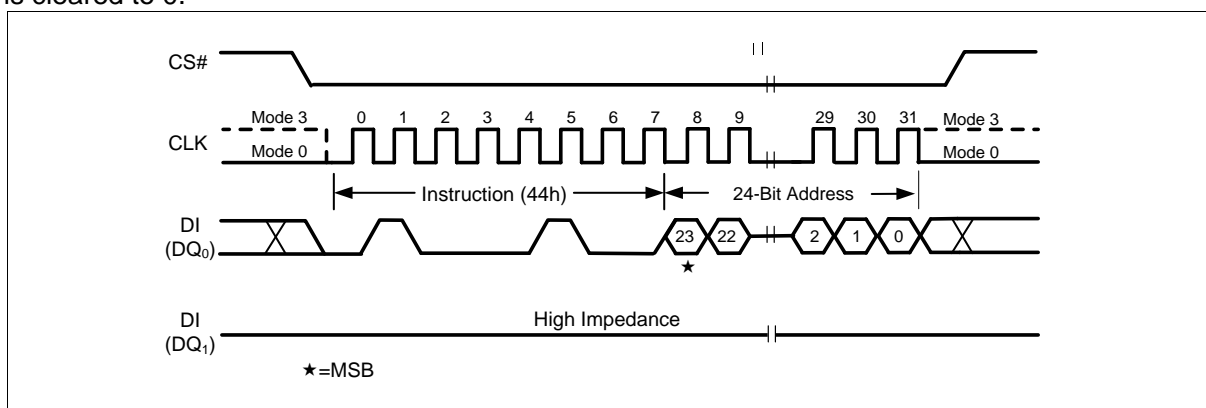 is cleared to 0.
CS#
Mode 3 0 1 2 3 4 5 6 7 8 9 29 30 31 Mode 3
CLK
Mode 0 Mode 0
Instruction (44h) 24-Bit Address
DI
(DQ0)
23 22 2 1 0
★
High Impedance
DI
(DQ1)
★=MSB